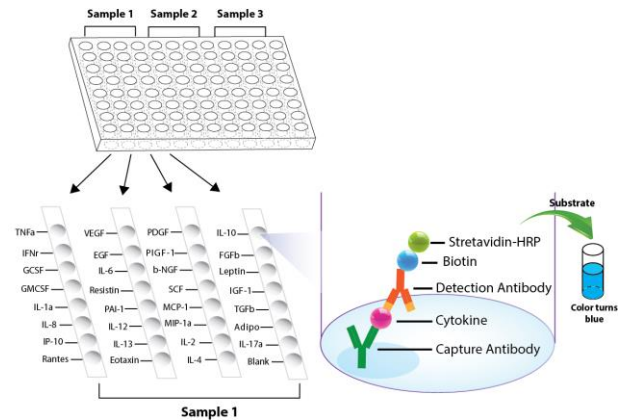 Sample 1
Sample 2
Sample 3
TNFa
IFNr
GCSF
GMCSF
IL-1a
IL-8
IP-10
Rantes
VEGF
EGF
IL-6
Resistin
PAI-1
IL-12
IL-13
Eotaxin
PDGF
PIGF-1
b-NGF
SCF
MCP-1
MIP-1a
IL-2
IL-4
IL-10
FGFb
Leptin
IGF-1
TGFb
Adipo
IL-17a
Blank
Sample 1
Substrate
Stretavidin-HRP
Biotin
Detection Antibody
Cytokine
Capture Antibody
Color turns
blue